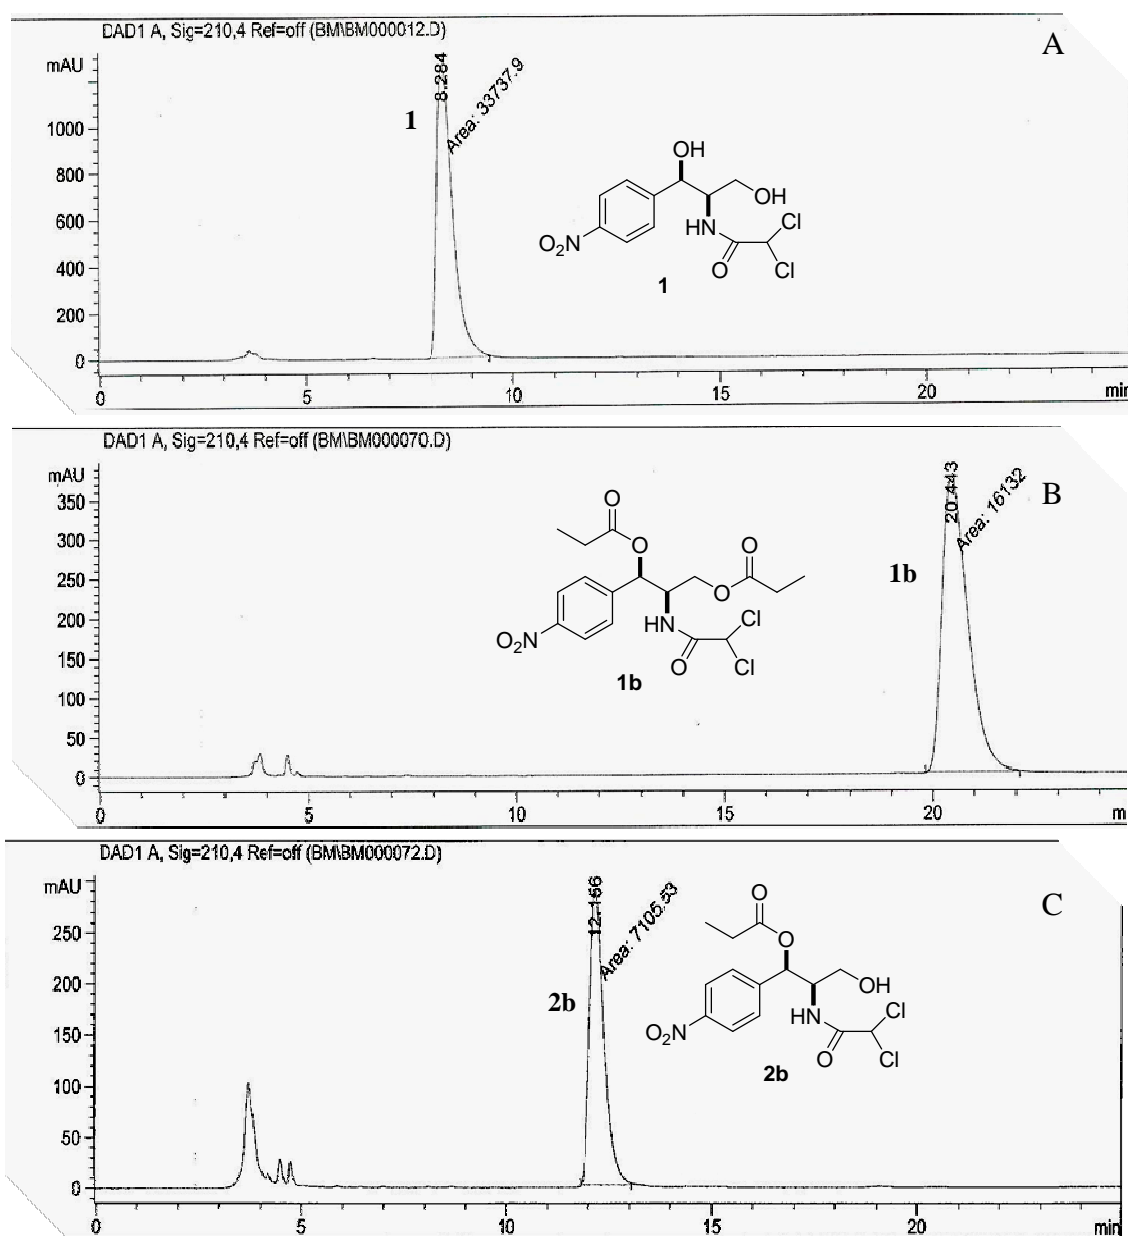 DAD1 A, Sig=210,4 Ref=off (BM\BM000012.D)
A
mAU
8.284
Area: 33737.9
1
1000
800
600
400
200
0
OH
OH
HN
Cl
O2N
O
Cl
1
0
5
10
15
20
min
DAD1 A, Sig=210,4 Ref=off (BM\BM000070.D)
B
mAU
20.443
Area: 16132
1b
350
300
250
200
150
100
50
0
O
O
O
O
HN
Cl
O2N
O
Cl
1b
0
5
10
15
20
m
DAD1 A, Sig=210,4 Ref=off (BM\BM000072.D)
C
mAU
12.166
Area: 7105.53
2b
250
200
150
100
50
0
O
O
OH
HN
Cl
O2N
O
Cl
2b
0
5
10
15
20
min